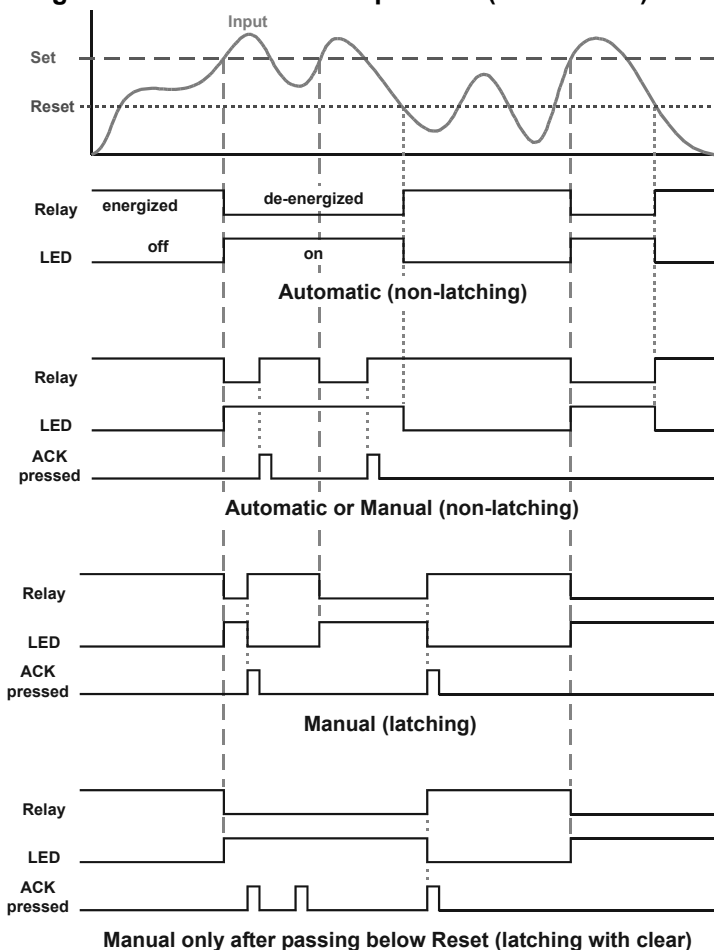 Input
Set
Reset
Relay energized de-energized
LED off on
Automatic (non-latching)
Relay
LED
ACK
pressed
Automatic or Manual (non-latching)
Relay
LED
ACK
pressed
Manual (latching)
Relay
LED
ACK
pressed
Manual only after passing below Reset (latching with clear)